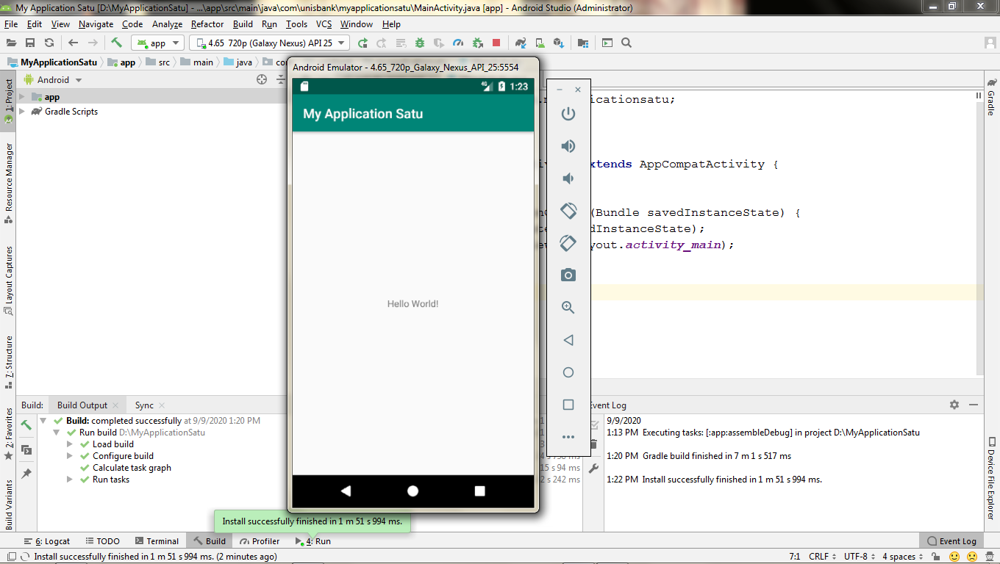 My Application Satu [D:\MyApplicationSatu] - ...\app\src\main\java\com\unisbank\myapplicationsatu\MainActivity.java [app] - Android Studio (Administrator)
File Edit View Navigate Code Analyze Refactor Build Run Tools VCS Window Help
app
4.65 720p (Galaxy Nexus) API 25
MyApplicationSatu app src main java
Android Emulator - 4.65_720p_Galaxy_Nexus_API_25:5554
Android
app
Gradle Scripts
4G 1:23
My Application Satu
Hello World!
icationsatu;
xtends AppCompatActivity {
(Bundle savedInstanceState) {
dInstanceState);
yout.activity_main);
1: Project
Resource Manager
Layout Captures
7: Structure
2: Favorites
Build Variants
Gradle
Device File Explorer
Build: Build Output Sync
Build: completed successfully at 9/9/2020 1:20 PM
Run build D:\MyApplicationSatu
Load build
Configure build
Calculate task graph
Run tasks
15 s 94 ms
2 s 242 ms
Event Log
9/9/2020
1:13 PM Executing tasks: [:app:assembleDebug] in project D:\MyApplicationSatu
1:20 PM Gradle build finished in 7 m 1 s 517 ms
1:22 PM Install successfully finished in 1 m 51 s 994 ms.
Install successfully finished in 1 m 51 s 994 ms.
6: Logcat TODO Terminal Build Profiler 4: Run Event Log
Install successfully finished in 1 m 51 s 994 ms. (2 minutes ago)
7:1 CRLF UTF-8 4 spaces